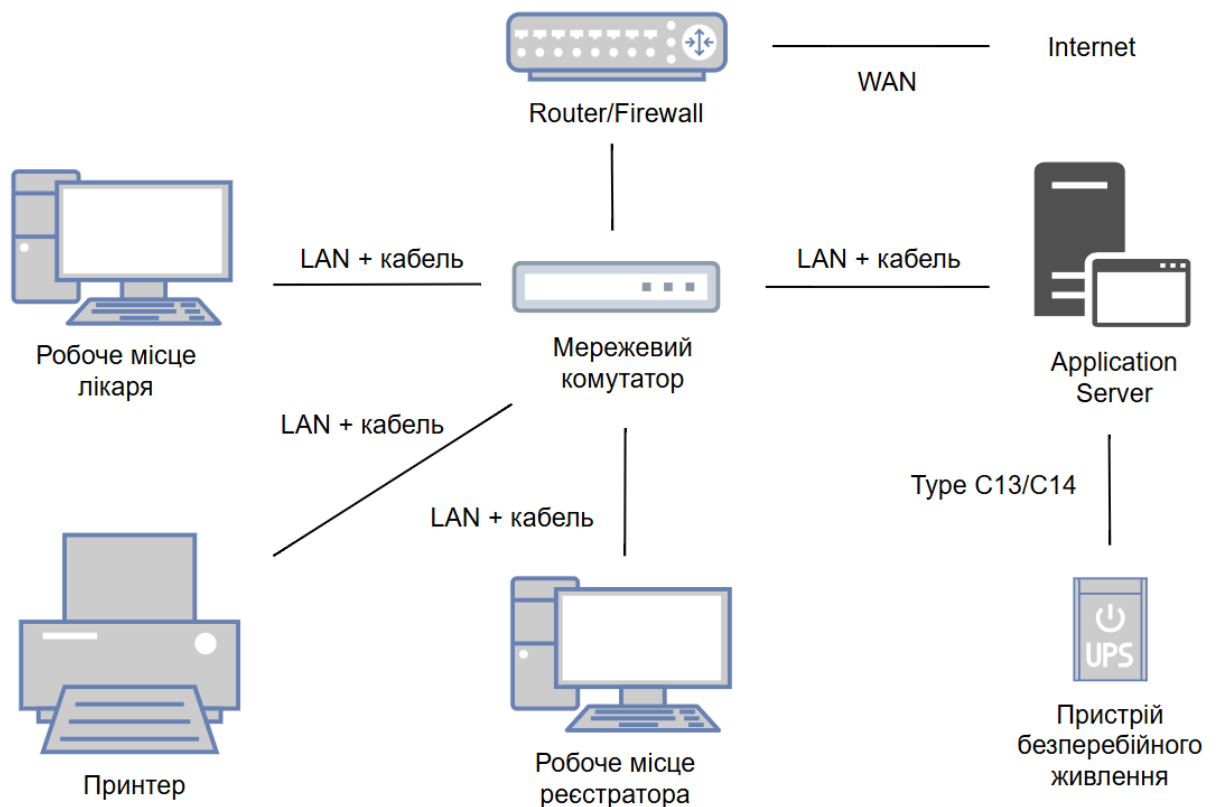 Internet
WAN
Router/Firewall
LAN + кабель
LAN + кабель
Робоче місце
лікаря
Мережевий
комутатор
Application
Server
LAN + кабель
Type C13/C14
LAN + кабель
UPS
Принтер
Робоче місце
реєстратора
Пристрій
безперебійного
живлення